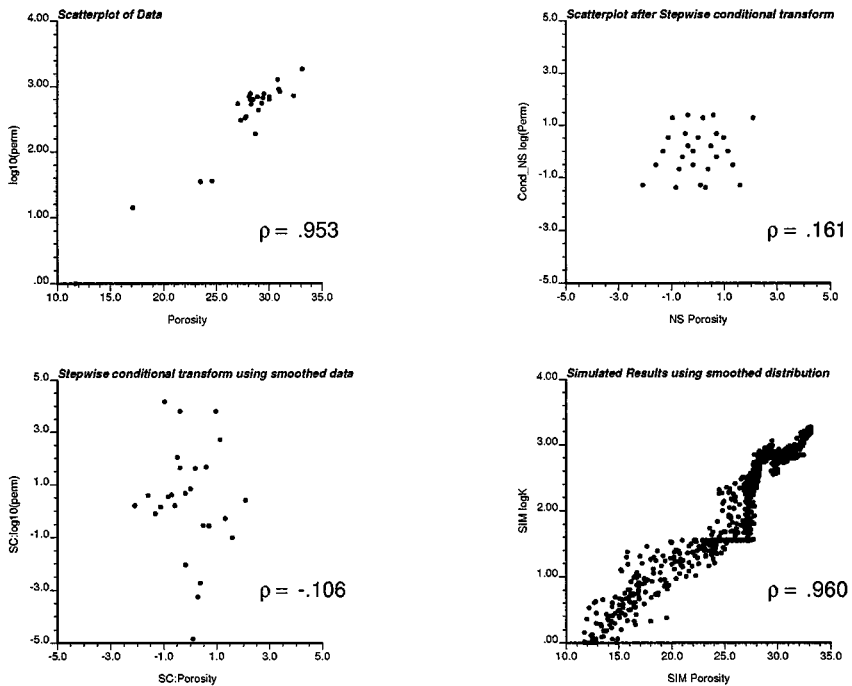 Scatterplot of Data
4.00
3.00
2.00
1.00
.00
log10(perm)
10.0 15.0 20.0 25.0 30.0 35.0
Porosity
ρ = .953
Scatterplot after Stepwise conditional transform
5.0
3.0
1.0
-1.0
-3.0
-5.0
Cond_NS log(Perm)
-5.0 -3.0 -1.0 1.0 3.0 5.0
NS Porosity
ρ = .161
Stepwise conditional transform using smoothed data
5.0
3.0
1.0
-1.0
-3.0
-5.0
SC:log10(perm)
-5.0 -3.0 -1.0 1.0 3.0 5.0
SC:Porosity
ρ = -.106
Simulated Results using smoothed distribution
4.00
3.00
2.00
1.00
.00
SIM logK
10.0 15.0 20.0 25.0 30.0 35.0
SIM Porosity
ρ = .960